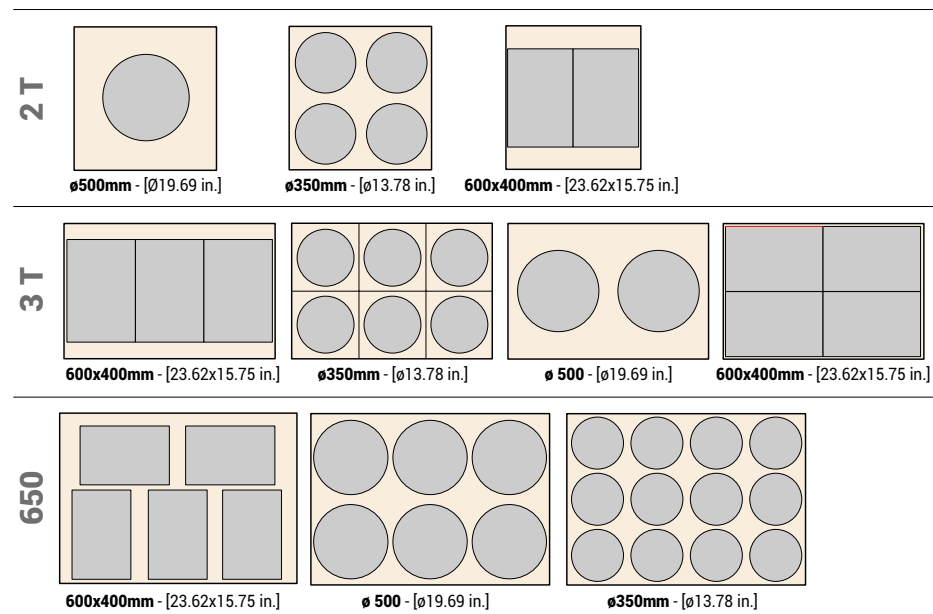 2 T
ø500mm - [Ø19.69 in.]
ø350mm - [ø13.78 in.]
600x400mm - [23.62x15.75 in.]
3 T
600x400mm - [23.62x15.75 in.]
ø350mm - [ø13.78 in.]
ø 500 - [ø19.69 in.]
600x400mm - [23.62x15.75 in.]
650
600x400mm - [23.62x15.75 in.]
ø 500 - [ø19.69 in.]
ø350mm - [ø13.78 in.]